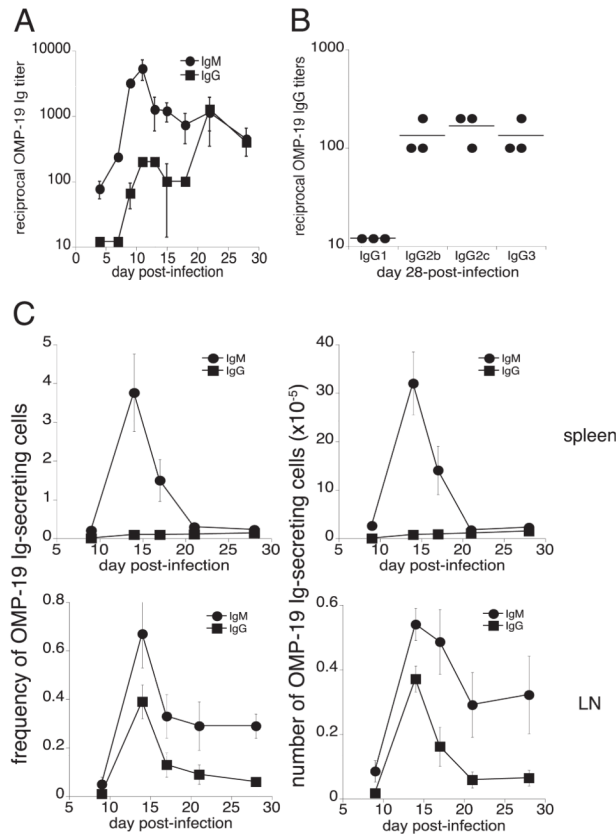 A
reciprocal OMP-19 Ig titer
10000
1000
100
10
IgM
IgG
0 5 10 15 20 25 30
day post-infection
B
reciprocal OMP-19 IgG titers
1000
100
10
IgG1 IgG2b IgG2c IgG3
day 28-post-infection
C
frequency of OMP-19 Ig-secreting cells
5
4
3
2
1
0
IgM
IgG
5 10 15 20 25 30
day post-infection
number of OMP-19 Ig-secreting cells (x10-5)
40
30
20
10
0
IgM
IgG
5 10 15 20 25 30
day post-infection
spleen
0.8
0.6
0.4
0.2
0
IgM
IgG
5 10 15 20 25 30
day post-infection
0.6
0.4
0.2
0
IgM
IgG
5 10 15 20 25 30
day post-infection
LN